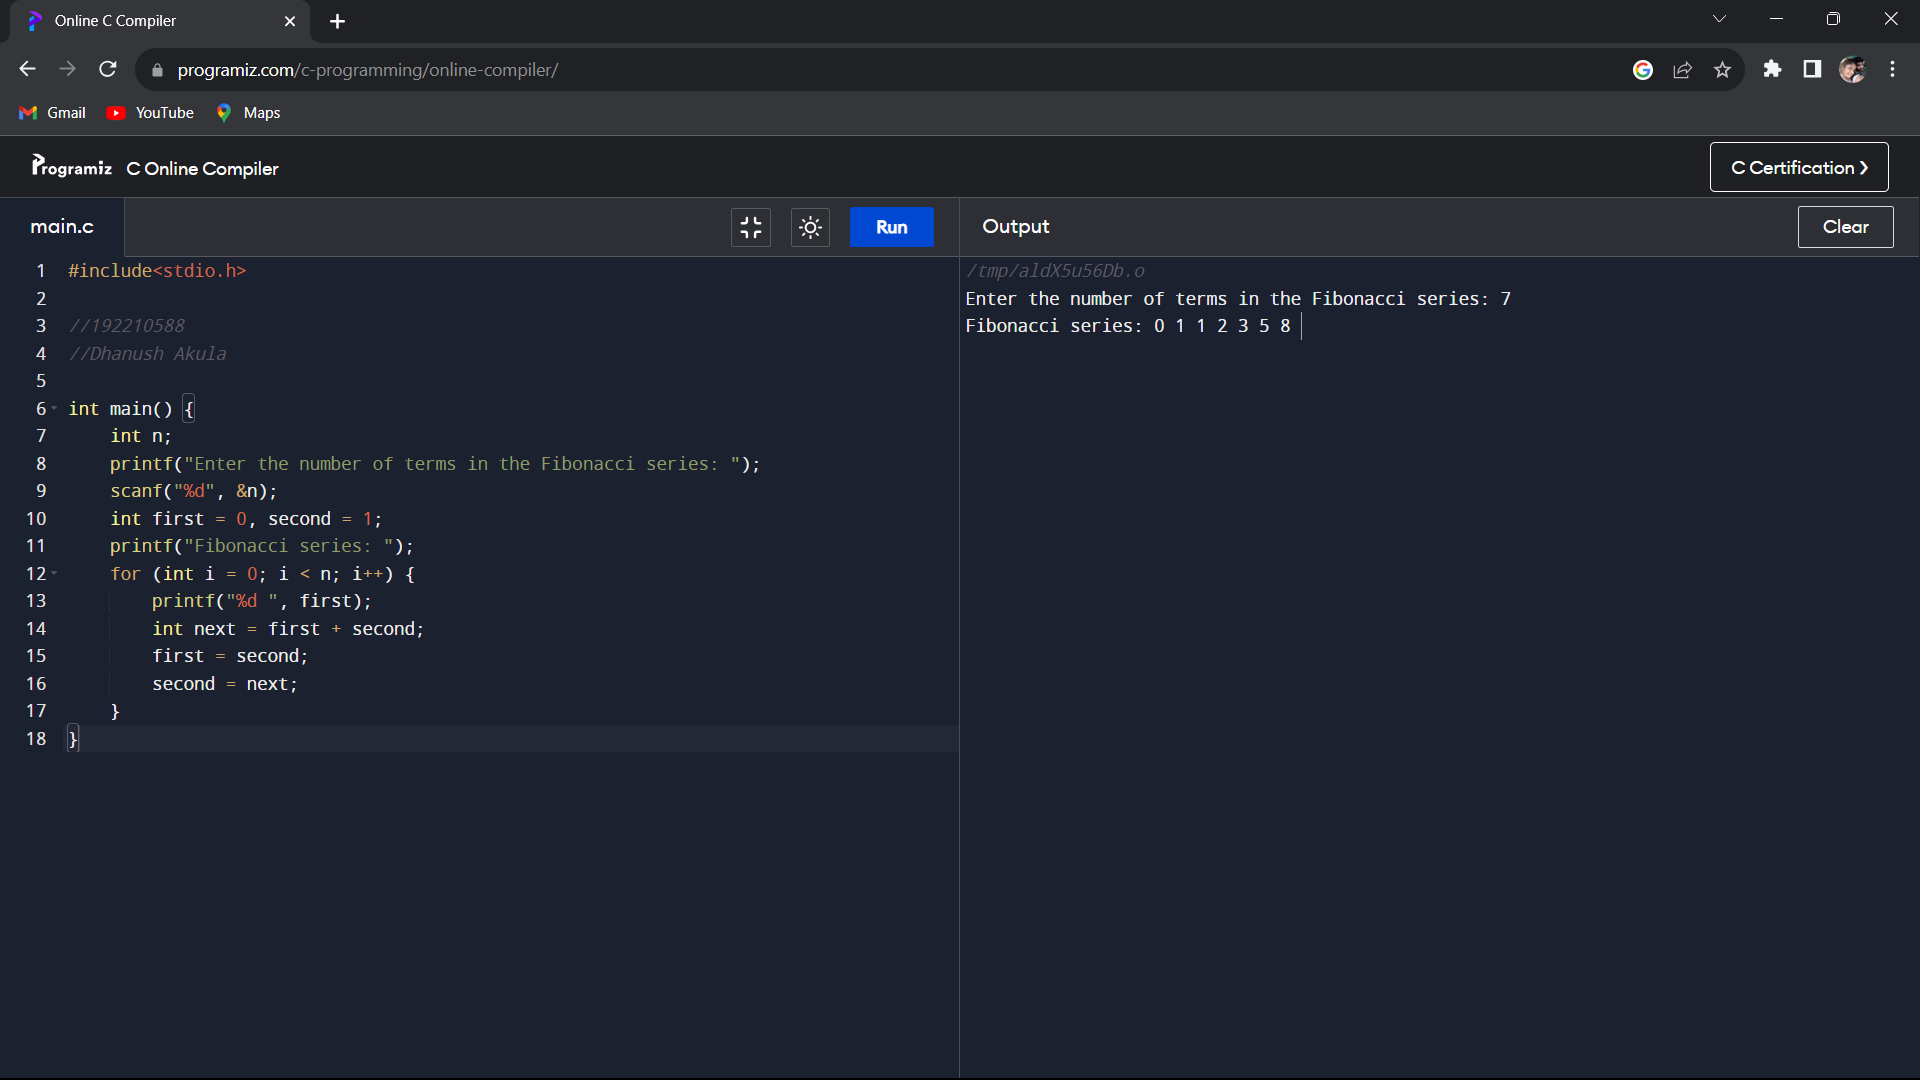 Online C Compiler
programiz.com/c-programming/online-compiler/
Gmail YouTube Maps
Programiz C Online Compiler
C Certification
main.c
Run
Output
Clear
1 #include<stdio.h>
2
3 //192210588
4 //Dhanush Akula
5
6 int main() {
7 int n;
8 printf("Enter the number of terms in the Fibonacci series: ");
9 scanf("%d", &n);
10 int first = 0, second = 1;
11 printf("Fibonacci series: ");
12 for (int i = 0; i < n; i++) {
13 printf("%d ", first);
14 int next = first + second;
15 first = second;
16 second = next;
17 }
18 }
/tmp/aldX5u56Db.o
Enter the number of terms in the Fibonacci series: 7
Fibonacci series: 0 1 1 2 3 5 8